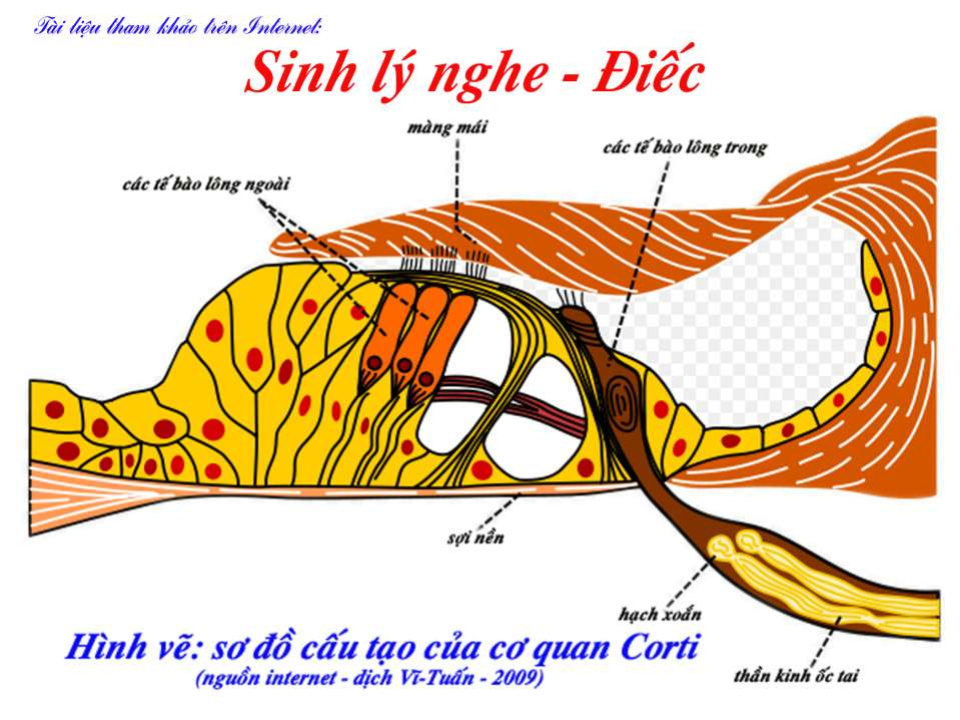 Tài liệu tham khảo trên Internet:
Sinh lý nghe - Điếc
màng mái
các tế bào lông trong
các tế bào lông ngoài
sợi nền
hạch xoắn
thần kinh ốc tai
Hình vẽ: sơ đồ cấu tạo của cơ quan Corti
(nguồn internet - dịch Vĩ-Tuấn - 2009)